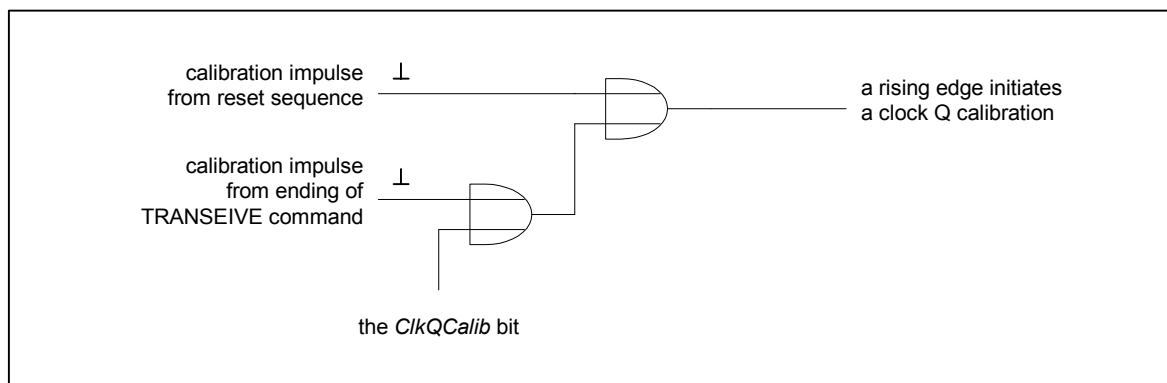 calibration impulse
from reset sequence
a rising edge initiates
a clock Q calibration
calibration impulse
from ending of
TRANSEIVE command
the ClkQCalib bit